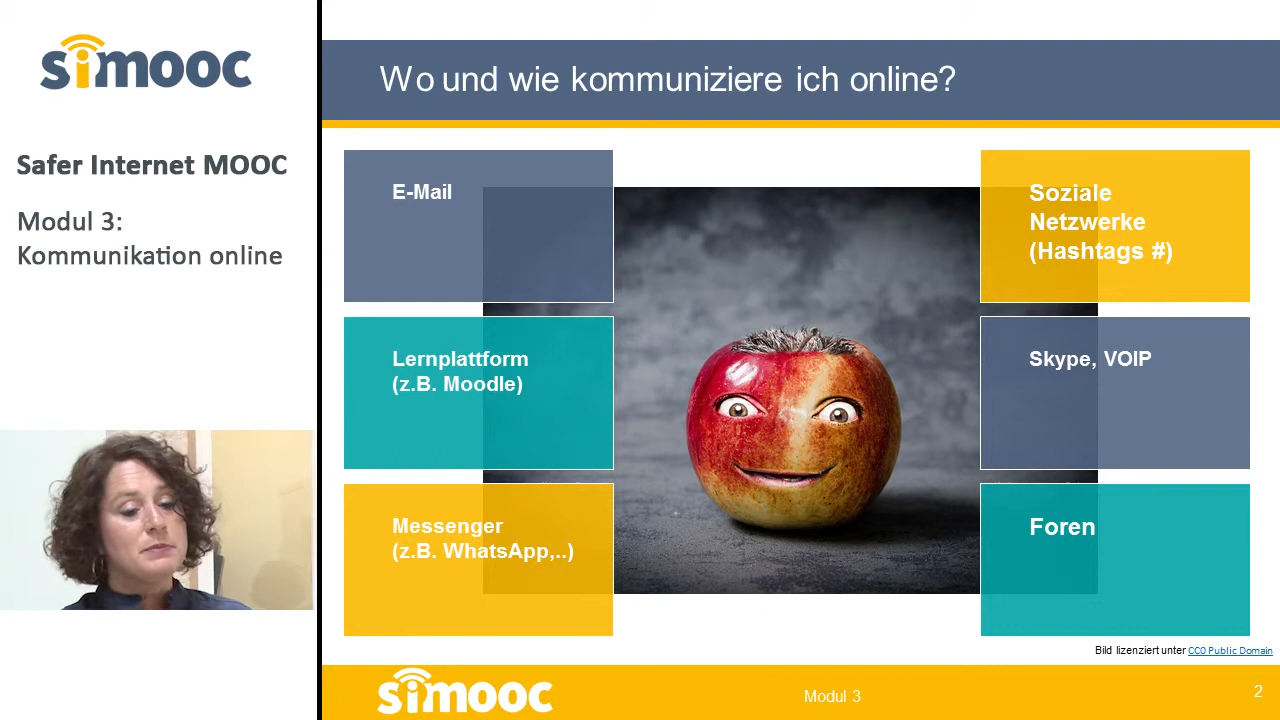 simooc
Safer Internet MOOC
Modul 3:
Kommunikation online
Wo und wie kommuniziere ich online?
E-Mail
Lernplattform
(z.B. Moodle)
Messenger
(z.B. WhatsApp,..)
Soziale
Netzwerke
(Hashtags #)
Skype, VOIP
Foren
Bild lizenziert unter CC0 Public Domain
simooc
Modul 3
2